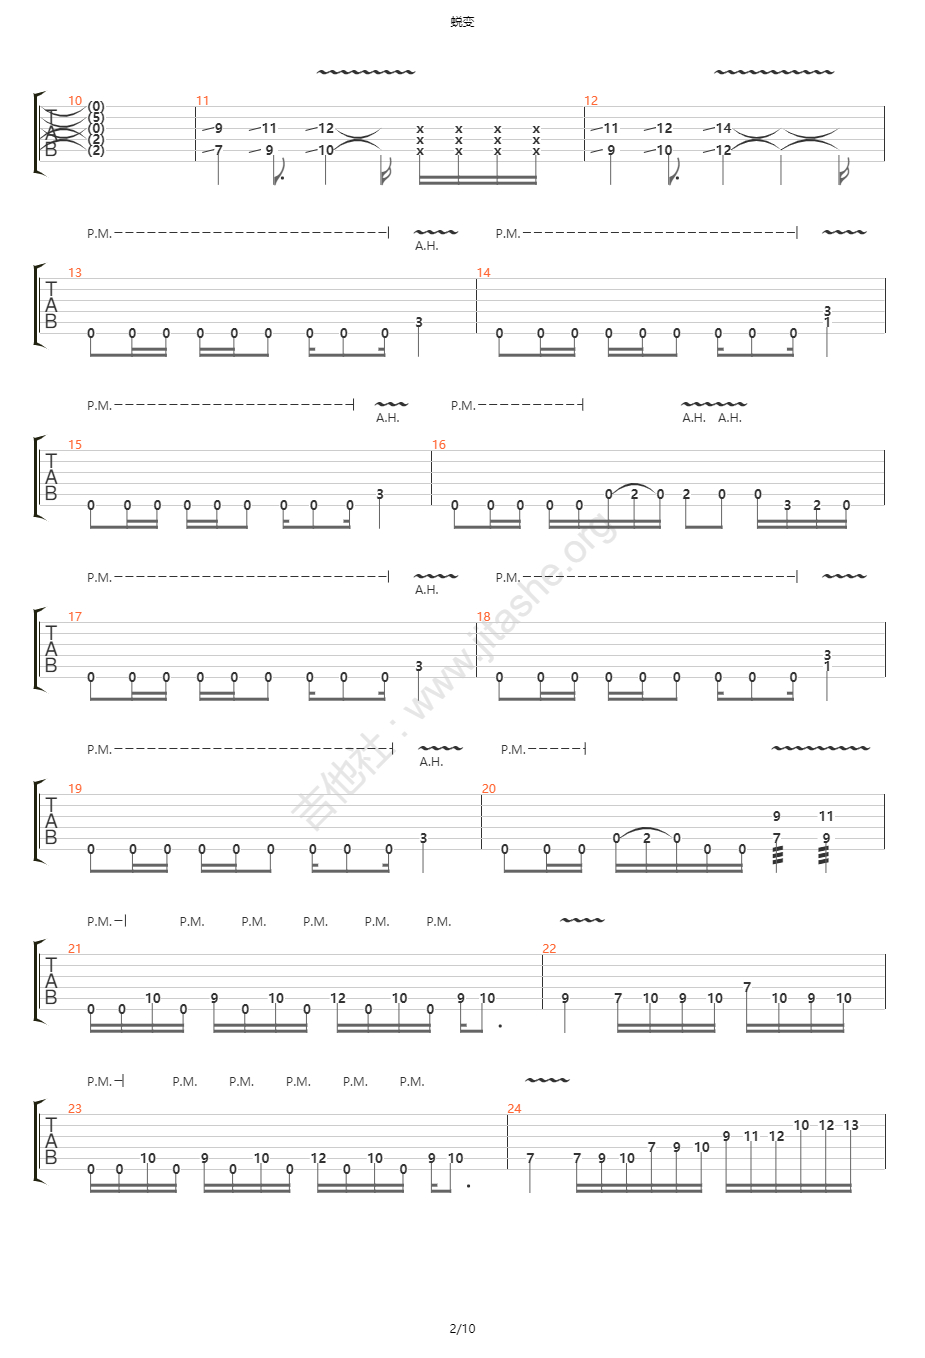 蜕变
10 11 12
(0)
(5)
(0) 9 11 12 x x x x 11 12 14
(2) x x x x
(2) 7 9 10 x x x x 9 10 12
T
A
B
P.M. A.H. P.M.
13 14
T
A
B
3
3 1
0 0 0 0 0 0 0 0 0 0 0 0 0 0 0 0 0 0
P.M. A.H. P.M. A.H. A.H.
15 16
T
A
B
3 0 2 0 2 0 0
0 0 0 0 0 0 0 0 0 0 0 0 0 0 3 2 0
P.M. A.H. P.M.
17 18
T
A
B
3
3 1
0 0 0 0 0 0 0 0 0 0 0 0 0 0 0 0 0 0
P.M. A.H. P.M.
19 20
T
A
B
9 11
3 0 2 0 7 9
0 0 0 0 0 0 0 0 0 0 0 0 0 0
P.M. P.M. P.M. P.M. P.M. P.M.
21 22
T
A
B
7
10 9 10 12 10 9 10 9 7 10 9 10 10 9 10
0 0 0 0 0 0 0
P.M. P.M. P.M. P.M. P.M. P.M.
23 24
T
A
B
10 12 13
9 11 12
7 9 10
10 9 10 12 10 9 10 7 7 9 10
0 0 0 0 0 0 0
吉他社：www.jitashe.org
2/10